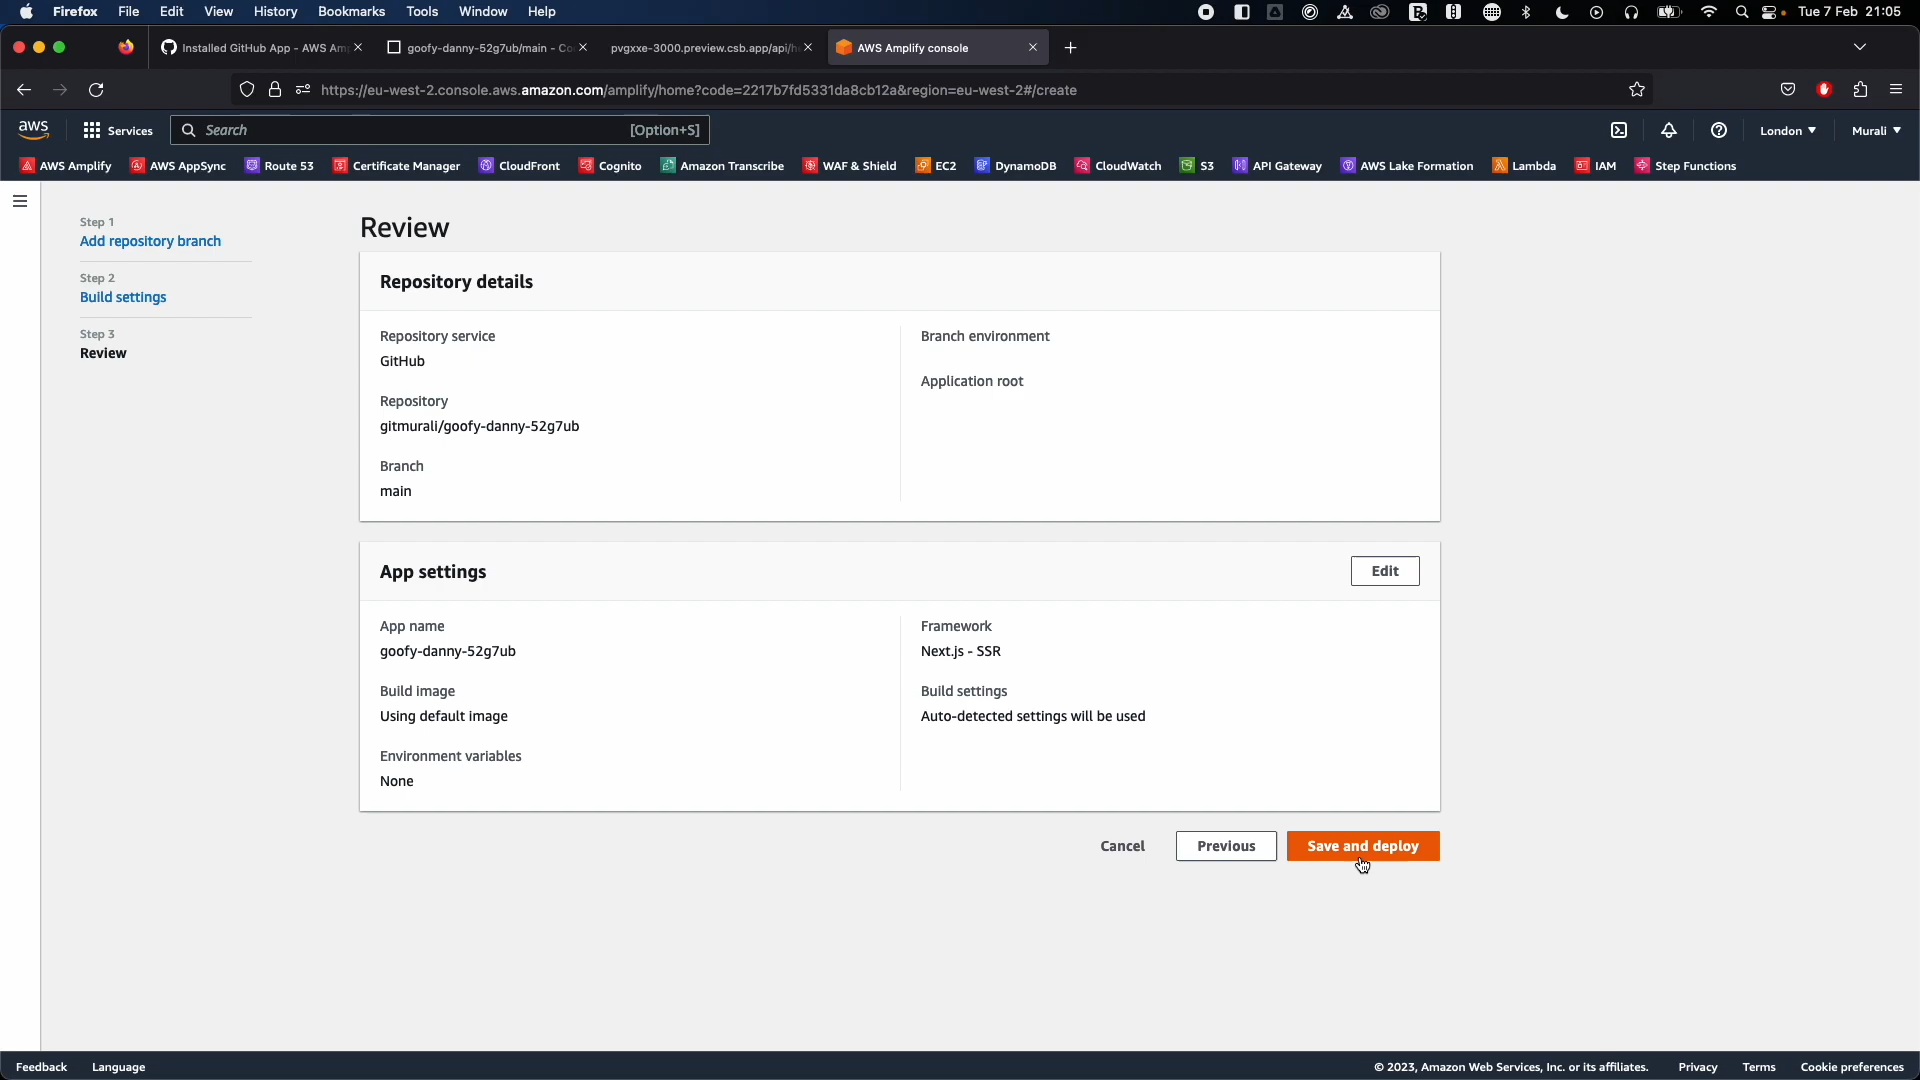 Firefox File Edit View History Bookmarks Tools Window Help Tue 7 Feb 21:05
Installed GitHub App - AWS Am goofy-danny-52g7ub/main - Co pvgxxe-3000.preview.csb.app/api/h AWS Amplify console
https://eu-west-2.console.aws.amazon.com/amplify/home?code=2217b7fd5331da8cb12a&region=eu-west-2#/create
aws Services Search [Option+S] London Murali
AWS Amplify AWS AppSync Route 53 Certificate Manager CloudFront Cognito Amazon Transcribe WAF & Shield EC2 DynamoDB CloudWatch S3 API Gateway AWS Lake Formation Lambda IAM Step Functions
Step 1
Add repository branch
Step 2
Build settings
Step 3
Review
Review
Repository details
Repository service
GitHub
Repository
gitmurali/goofy-danny-52g7ub
Branch
main
Branch environment
Application root
App settings
Edit
App name
goofy-danny-52g7ub
Build image
Using default image
Environment variables
None
Framework
Next.js - SSR
Build settings
Auto-detected settings will be used
Cancel Previous Save and deploy
Feedback Language © 2023, Amazon Web Services, Inc. or its affiliates. Privacy Terms Cookie preferences